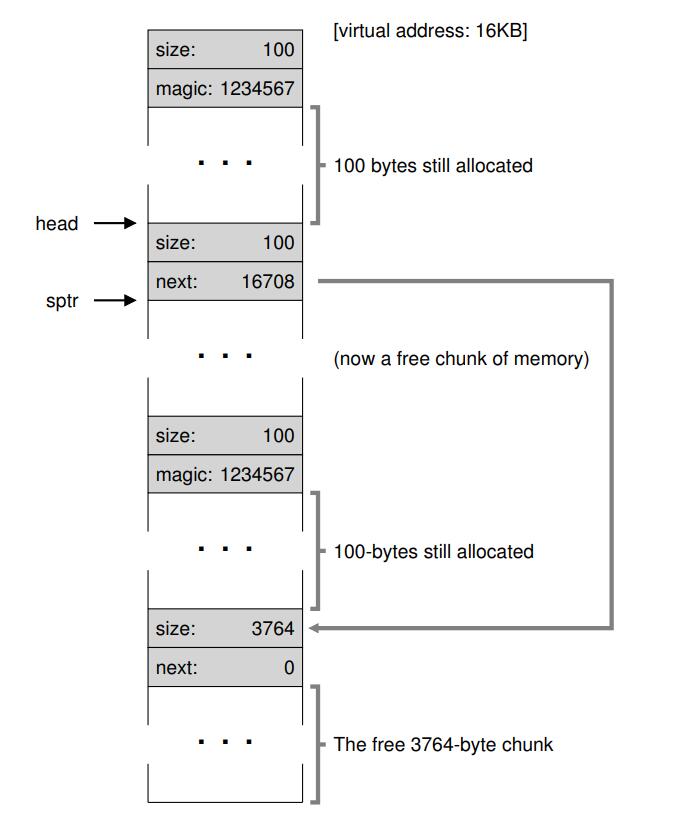 [virtual address: 16KB]
size: 100
magic: 1234567
. . .
100 bytes still allocated
head
size: 100
next: 16708
sptr
. . .
(now a free chunk of memory)
size: 100
magic: 1234567
. . .
100-bytes still allocated
size: 3764
next: 0
. . .
The free 3764-byte chunk